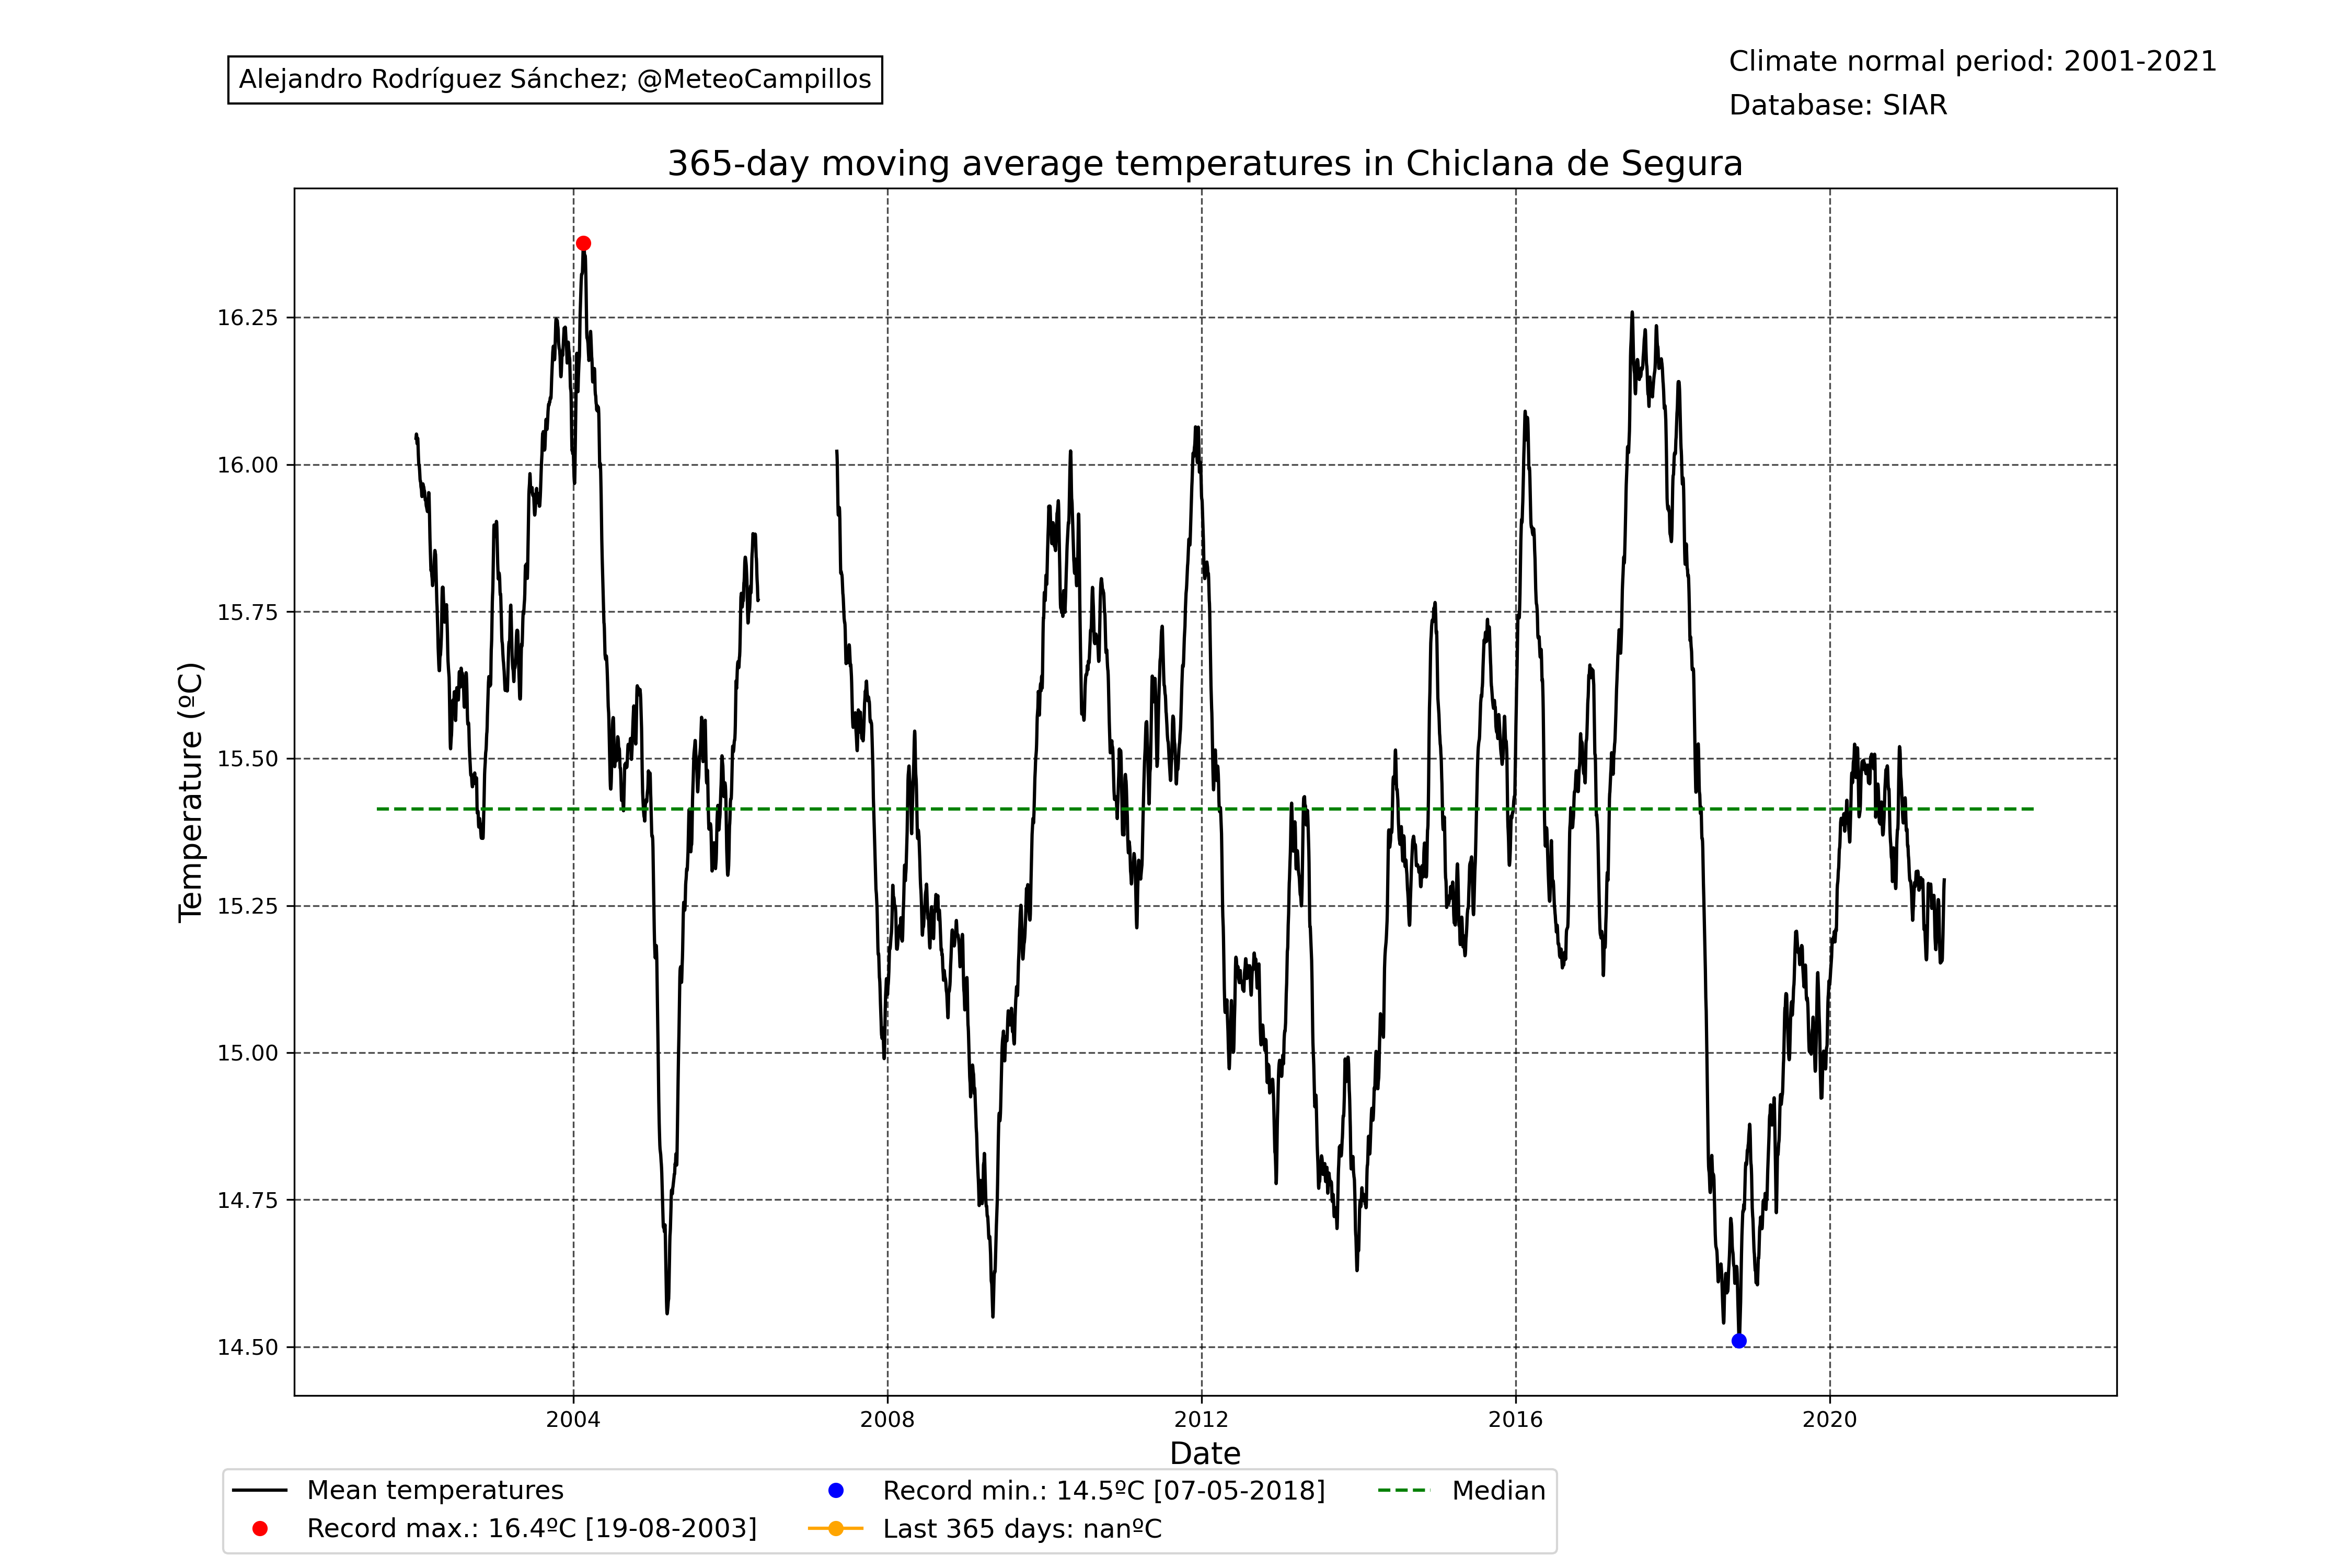 Alejandro Rodríguez Sánchez; @MeteoCampillos
Climate normal period: 2001-2021
Database: SIAR
365-day moving average temperatures in Chiclana de Segura
Temperature (ºC)
16.25
16.00
15.75
15.50
15.25
15.00
14.75
14.50
2004
2008
2012
2016
2020
Date
Mean temperatures
Record max.: 16.4ºC [19-08-2003]
Record min.: 14.5ºC [07-05-2018]
Last 365 days: nanºC
Median